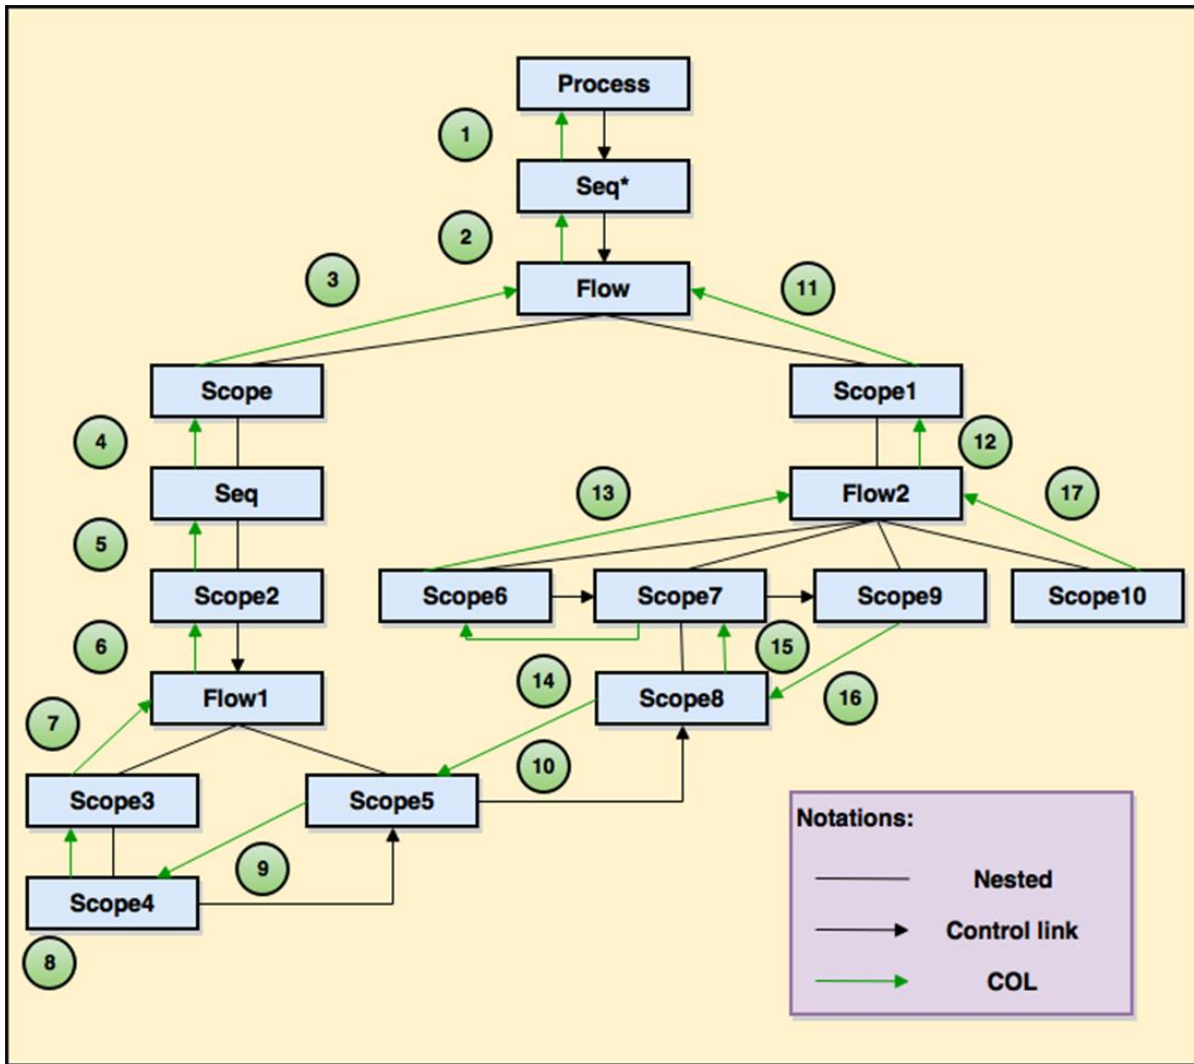 Process
1
Seq*
2
Flow
3
11
Scope
Scope1
4
12
Seq
13
Flow2
17
5
Scope2
Scope6
Scope7
Scope9
Scope10
6
15
Flow1
14
Scope8
16
7
10
Scope3
Scope5
Notations:
9
Nested
Scope4
Control link
8
COL